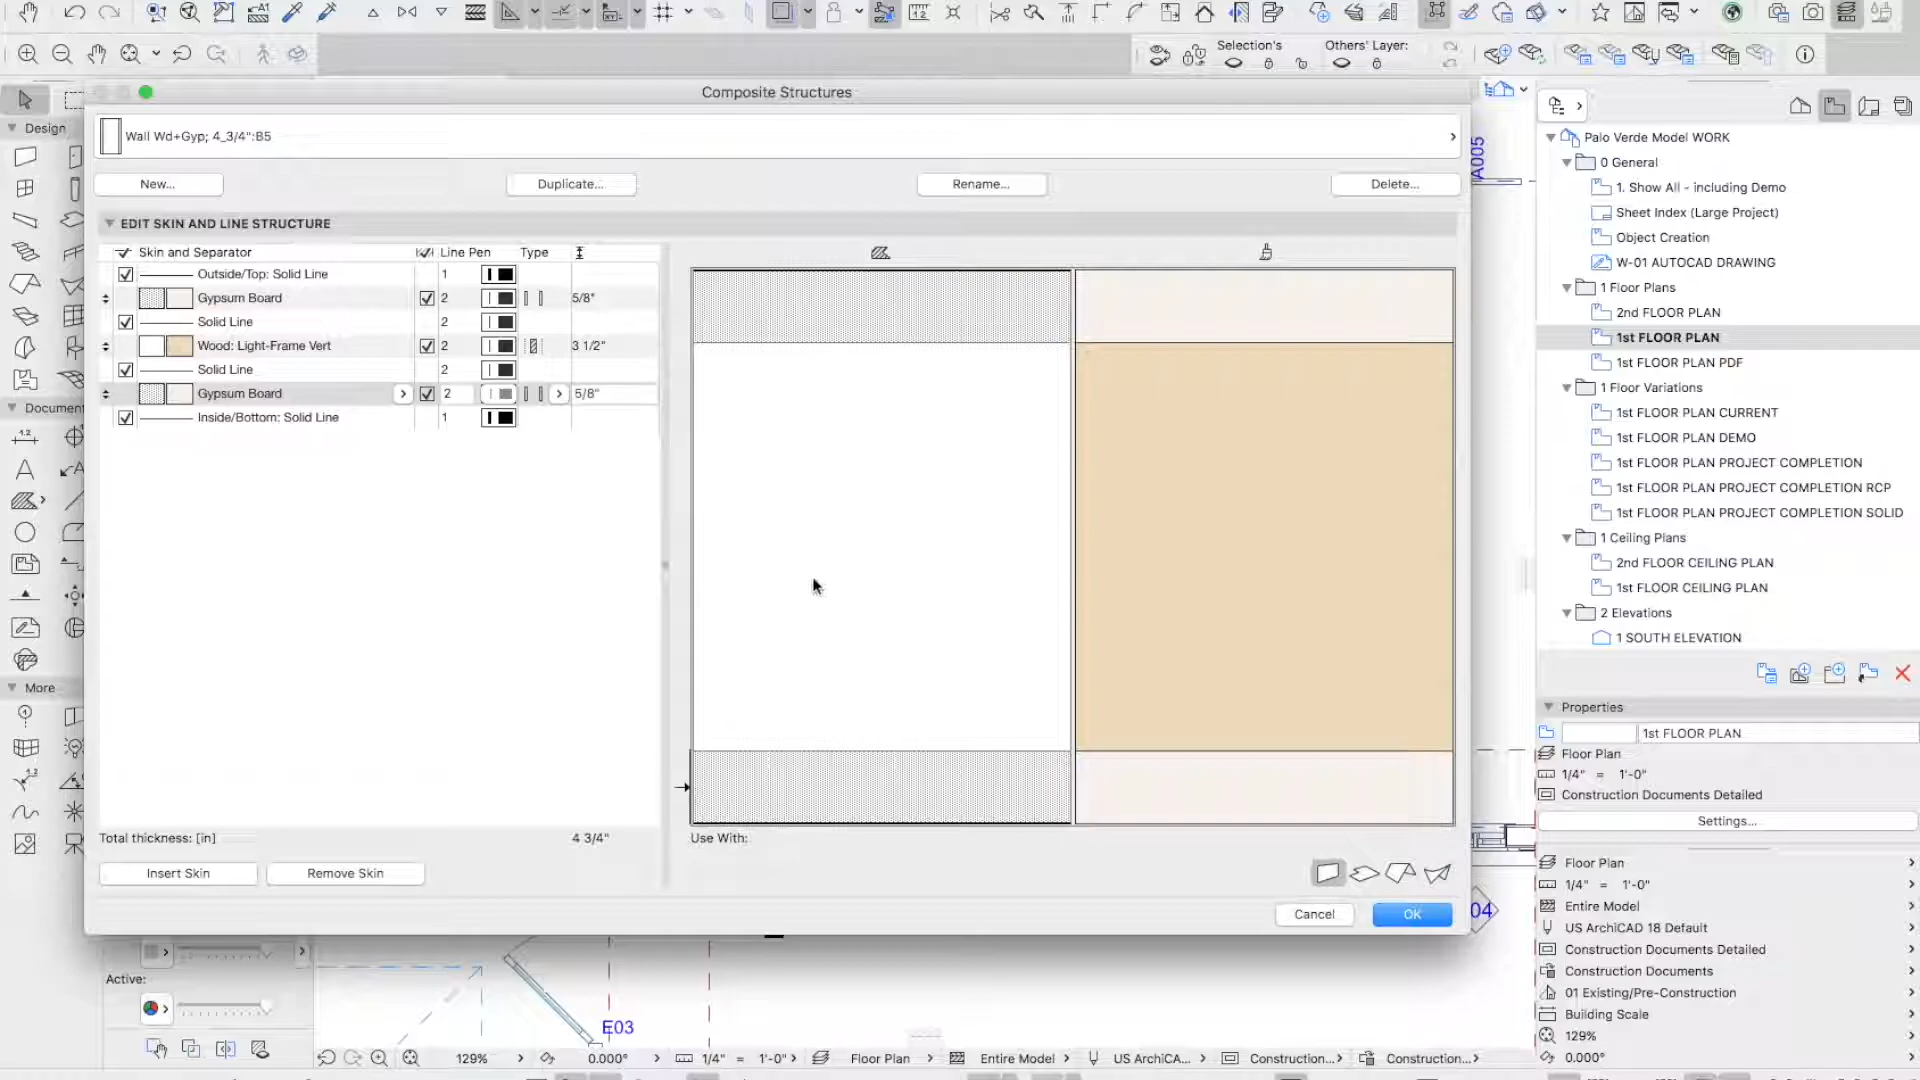 Selection's
Others' Layer:
Composite Structures
Wall Wd+Gyp; 4_3/4":B5
New...
Duplicate...
Rename...
Delete...
EDIT SKIN AND LINE STRUCTURE
Skin and Separator
Line Pen
Type
Outside/Top: Solid Line
1
Gypsum Board
2
5/8"
Solid Line
2
Wood: Light-Frame Vert
2
3 1/2"
Solid Line
2
Gypsum Board
2
5/8"
Inside/Bottom: Solid Line
1
Total thickness: [in]
4 3/4"
Use With:
Insert Skin
Remove Skin
Cancel
OK
Design
Document
More
Active:
A005
04
E03
Palo Verde Model WORK
0 General
1. Show All - including Demo
Sheet Index (Large Project)
Object Creation
W-01 AUTOCAD DRAWING
1 Floor Plans
2nd FLOOR PLAN
1st FLOOR PLAN
1st FLOOR PLAN PDF
1 Floor Variations
1st FLOOR PLAN CURRENT
1st FLOOR PLAN DEMO
1st FLOOR PLAN PROJECT COMPLETION
1st FLOOR PLAN PROJECT COMPLETION RCP
1st FLOOR PLAN PROJECT COMPLETION SOLID
1 Ceiling Plans
2nd FLOOR CEILING PLAN
1st FLOOR CEILING PLAN
2 Elevations
1 SOUTH ELEVATION
Properties
1st FLOOR PLAN
Floor Plan
1/4" = 1'-0"
Construction Documents Detailed
Settings...
Floor Plan
1/4" = 1'-0"
Entire Model
US ArchiCAD 18 Default
Construction Documents Detailed
Construction Documents
01 Existing/Pre-Construction
Building Scale
129%
0.000°
129%
0.000°
1/4" = 1'-0"
Floor Plan
Entire Model
US ArchiCA...
Construction...
Construction...